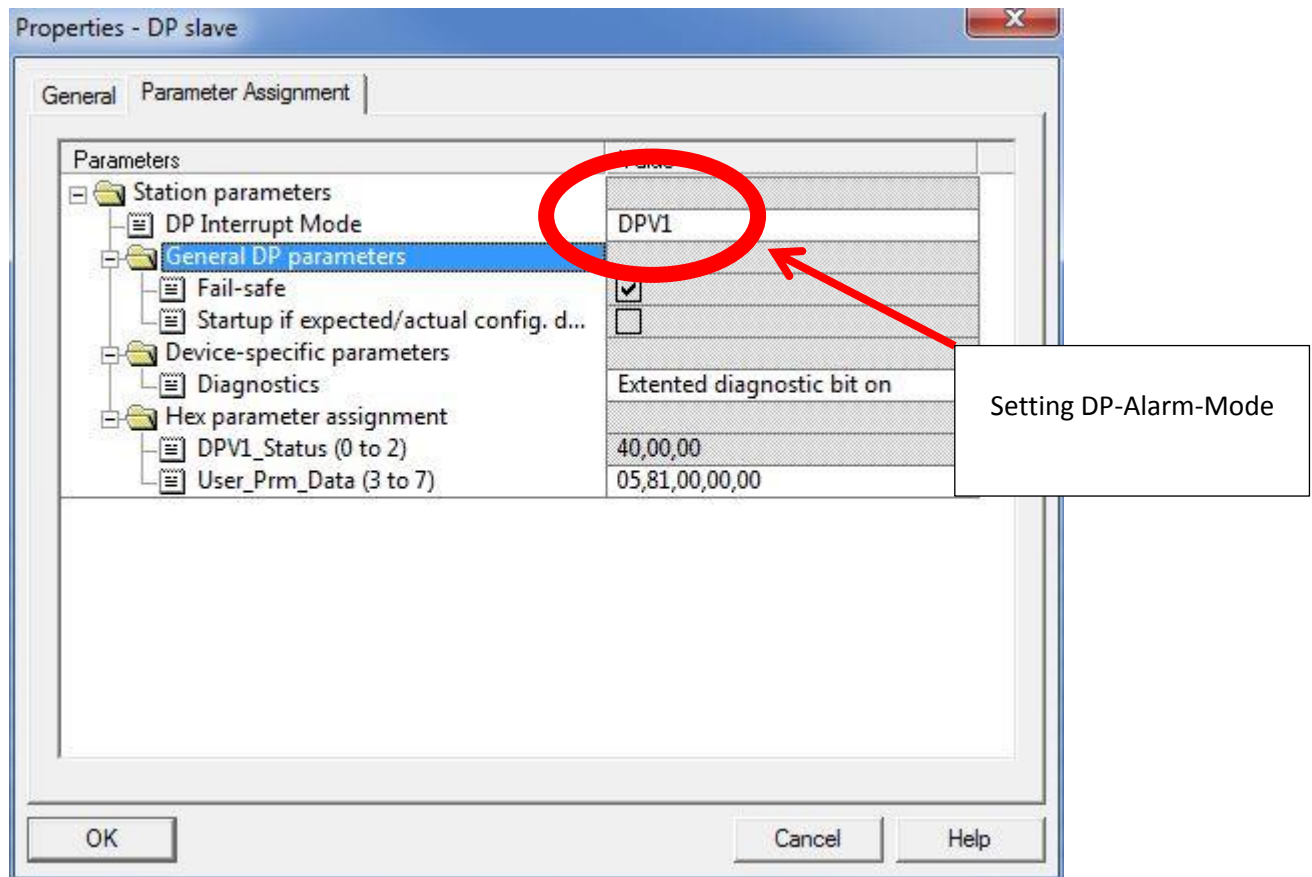 Properties - DP slave
General Parameter Assignment
Parameters
Station parameters
DP Interrupt Mode DPV1
General DP parameters
Fail-safe
Startup if expected/actual config. d...
Device-specific parameters
Diagnostics Extented diagnostic bit on
Setting DP-Alarm-Mode
Hex parameter assignment
DPV1_Status (0 to 2) 40,00,00
User_Prm_Data (3 to 7) 05,81,00,00,00
OK Cancel Help